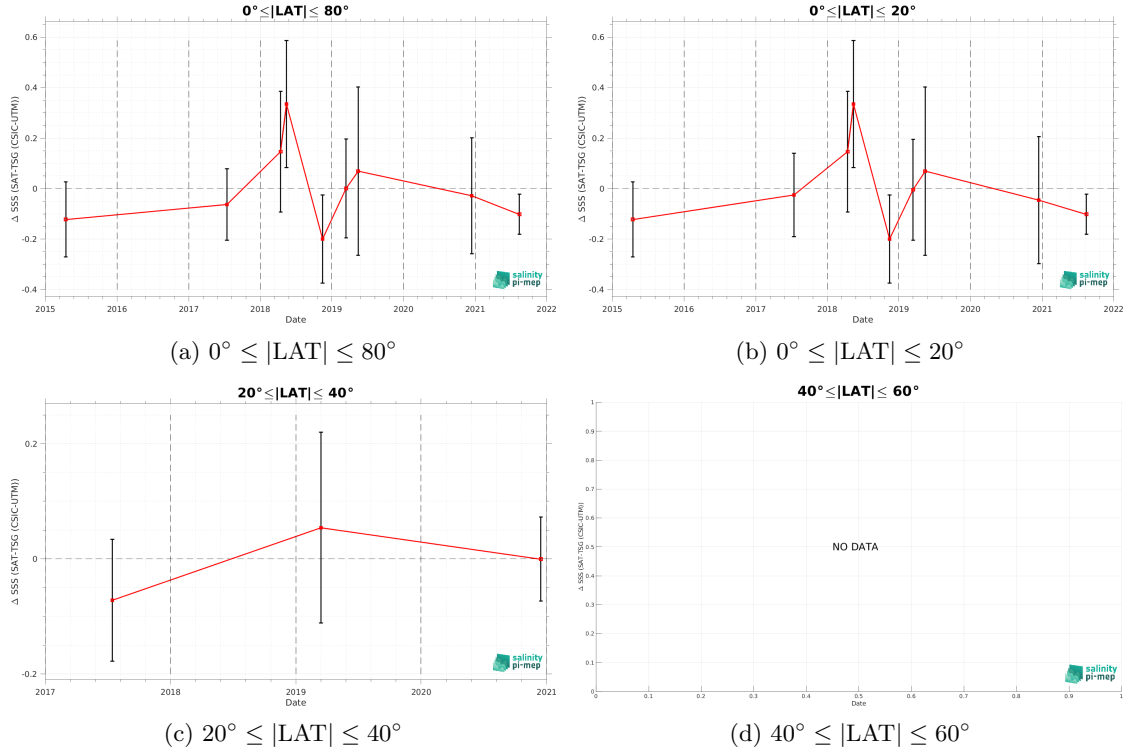 0°≤|LAT|≤ 80°
Δ SSS (SAT-TSG (CSIC-UTM))
0.6
0.4
0.2
0
-0.2
-0.4
2015 2016 2017 2018 2019 2020 2021 2022
Date
salinity
pi-mep
(a) 0° ≤ |LAT| ≤ 80°
0°≤|LAT|≤ 20°
Δ SSS (SAT-TSG (CSIC-UTM))
0.6
0.4
0.2
0
-0.2
-0.4
2015 2016 2017 2018 2019 2020 2021 2022
Date
salinity
pi-mep
(b) 0° ≤ |LAT| ≤ 20°
20°≤|LAT|≤ 40°
Δ SSS (SAT-TSG (CSIC-UTM))
0.2
0
-0.2
2017 2018 2019 2020 2021
Date
salinity
pi-mep
(c) 20° ≤ |LAT| ≤ 40°
40°≤|LAT|≤ 60°
Δ SSS (SAT-TSG (CSIC-UTM))
1
0.9
0.8
0.7
0.6
0.5
0.4
0.3
0.2
0.1
0
NO DATA
0 0.1 0.2 0.3 0.4 0.5 0.6 0.7 0.8 0.9 1
Date
salinity
pi-mep
(d) 40° ≤ |LAT| ≤ 60°